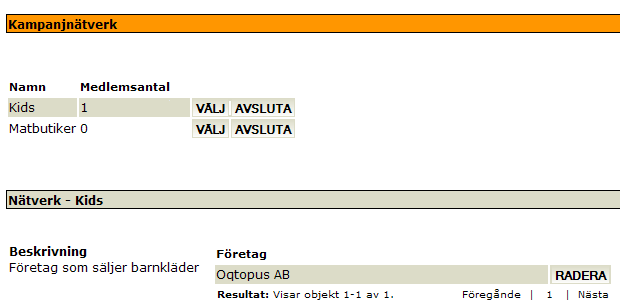 Kampanjnätverk
Namn Medlemsantal
Kids 1 VÄLJ AVSLUTA
Matbutiker 0 VÄLJ AVSLUTA
Nätverk - Kids
Beskrivning
Företag som säljer barnkläder
Företag
Oqtopus AB RADERA
Resultat: Visar objekt 1-1 av 1. Föregånde | 1 | Nästa